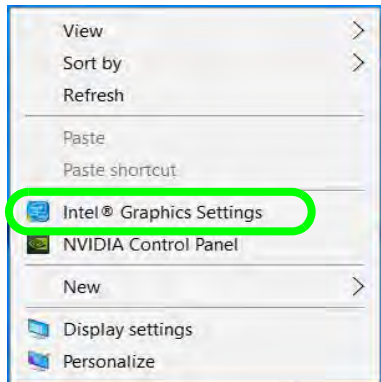 View
Sort by
Refresh
Paste
Paste shortcut
Intel® Graphics Settings
NVIDIA Control Panel
New
Display settings
Personalize